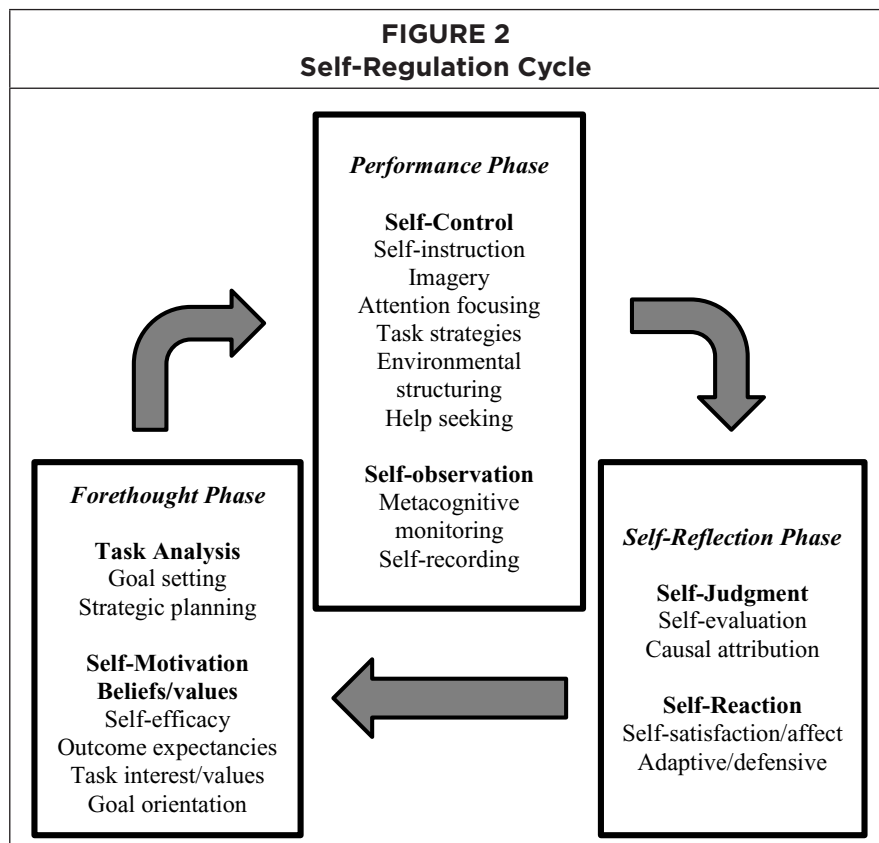 FIGURE 2
Self-Regulation Cycle
Performance Phase
Self-Control
Self-instruction
Imagery
Attention focusing
Task strategies
Environmental
structuring
Help seeking
Self-observation
Metacognitive
monitoring
Self-recording
Forethought Phase
Task Analysis
Goal setting
Strategic planning
Self-Motivation
Beliefs/values
Self-efficacy
Outcome expectancies
Task interest/values
Goal orientation
Self-Reflection Phase
Self-Judgment
Self-evaluation
Causal attribution
Self-Reaction
Self-satisfaction/affect
Adaptive/defensive